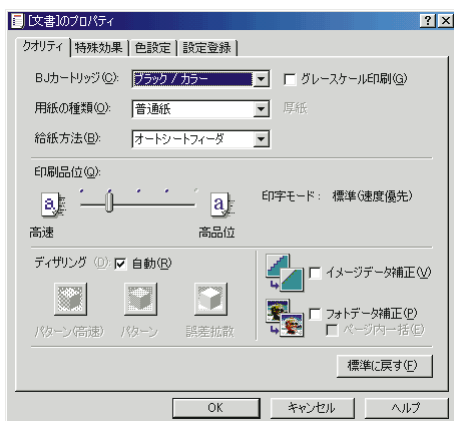 [文書]のプロパティ
クオリティ 特殊効果 色設定 設定登録
BJカートリッジ(C): ブラック / カラー グレースケール印刷(G)
用紙の種類(O): 普通紙 厚紙
給紙方法(B): オートシートフィーダ
印刷品位(Q):
a a 印字モード: 標準(速度優先)
高速 高品位
ディザリング (D): 自動(R)
イメージデータ補正(V)
フォトデータ補正(P)
パターン(高速) パターン 誤差拡散 ページ内一括(E)
標準に戻す(F)
OK キャンセル ヘルプ